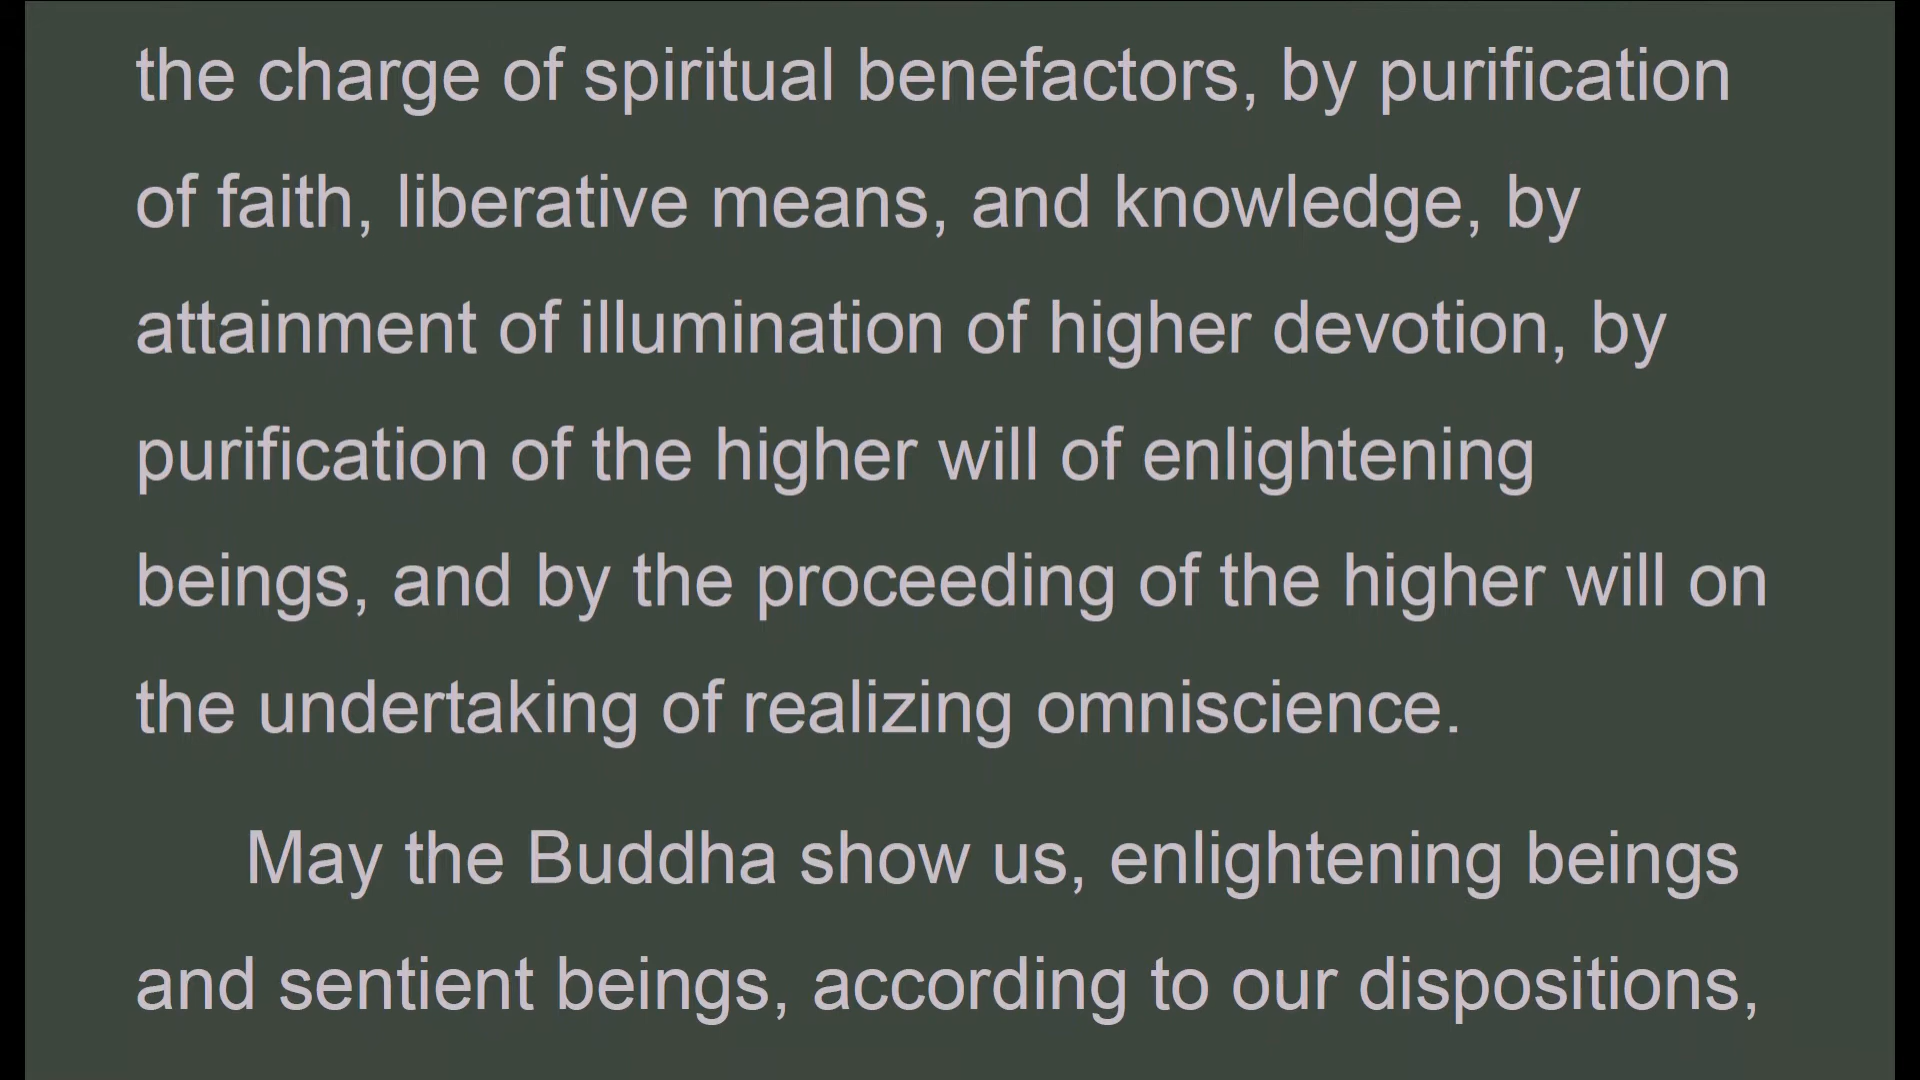 the charge of spiritual benefactors, by purification
of faith, liberative means, and knowledge, by
attainment of illumination of higher devotion, by
purification of the higher will of enlightening
beings, and by the proceeding of the higher will on
the undertaking of realizing omniscience.
May the Buddha show us, enlightening beings
and sentient beings, according to our dispositions,